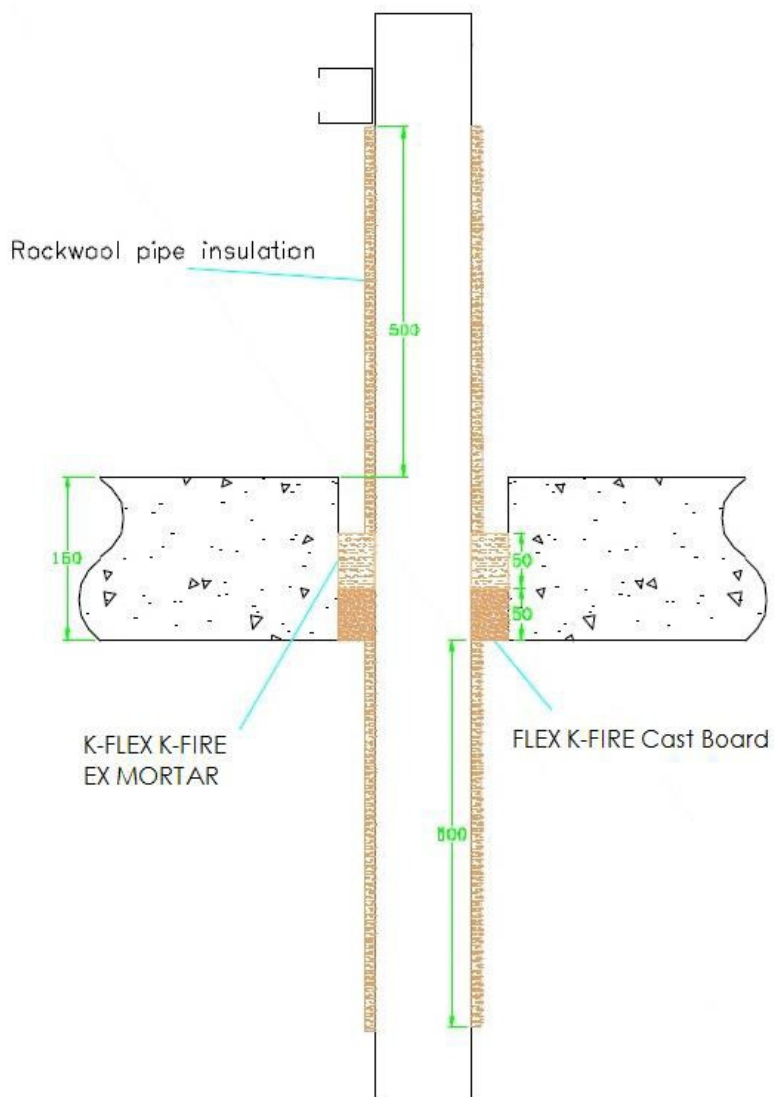 Rockwool pipe insulation
500
150
50
50
K-FLEX K-FIRE
EX MORTAR
FLEX K-FIRE Cast Board
500